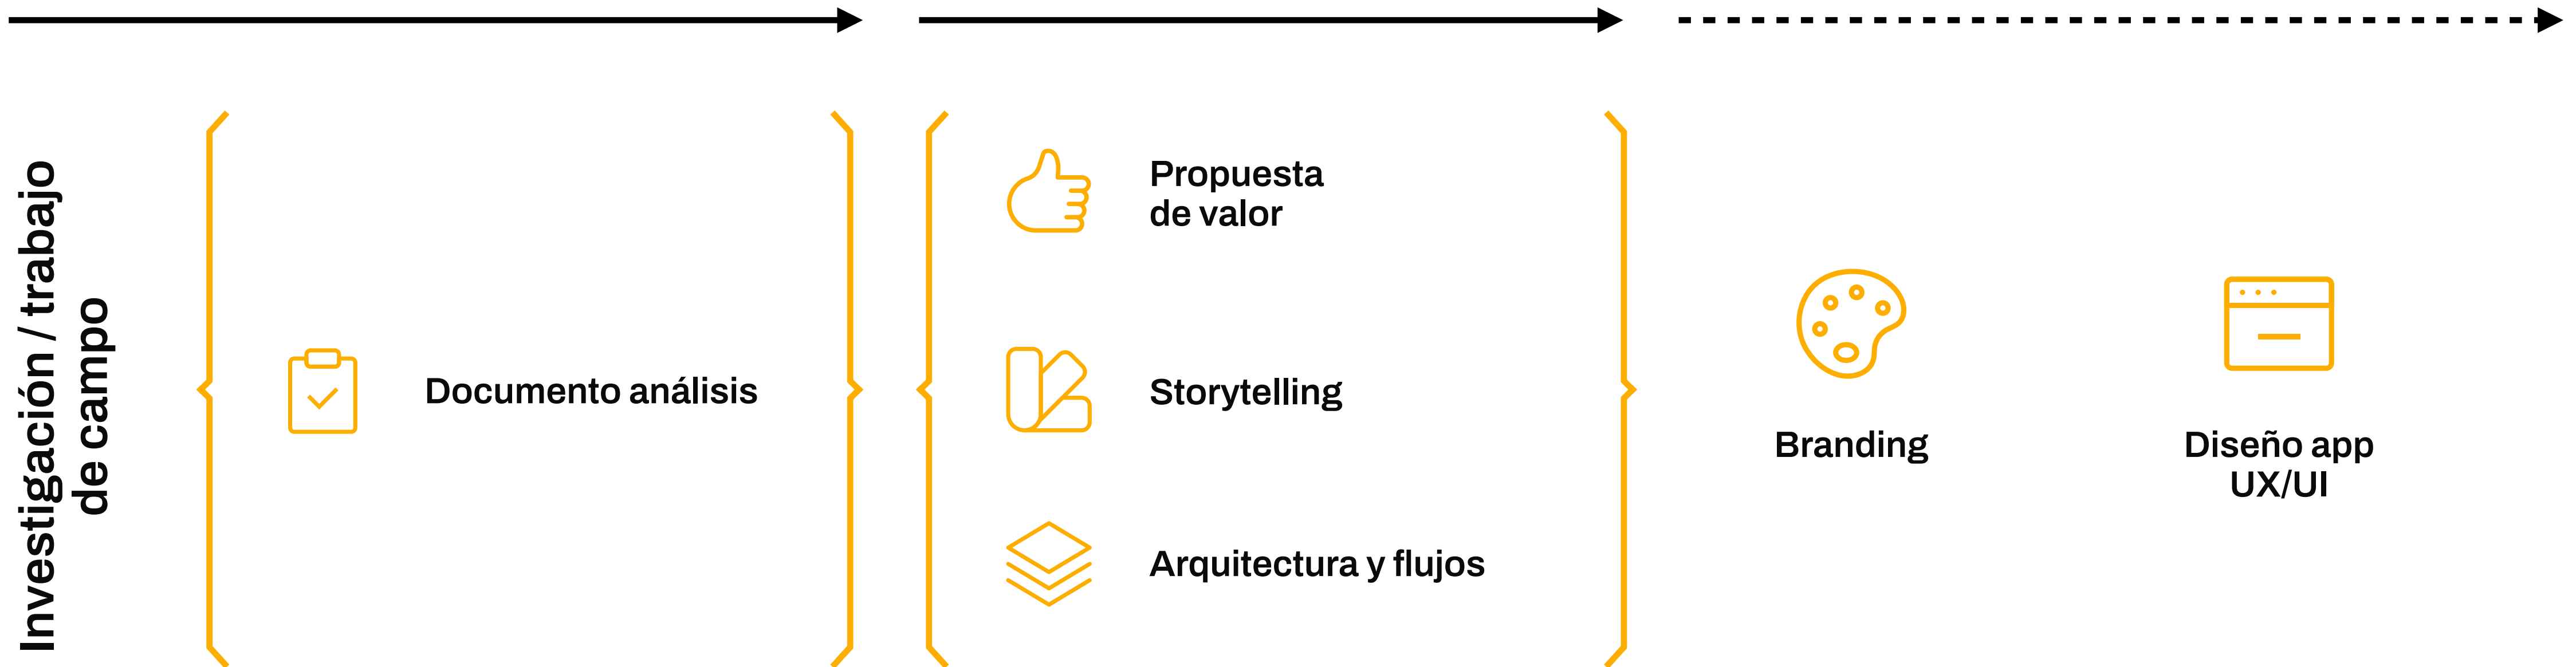 Investigación / trabajo
de campo
Documento análisis
Propuesta
de valor
Storytelling
Arquitectura y flujos
Branding
Diseño app
UX/UI